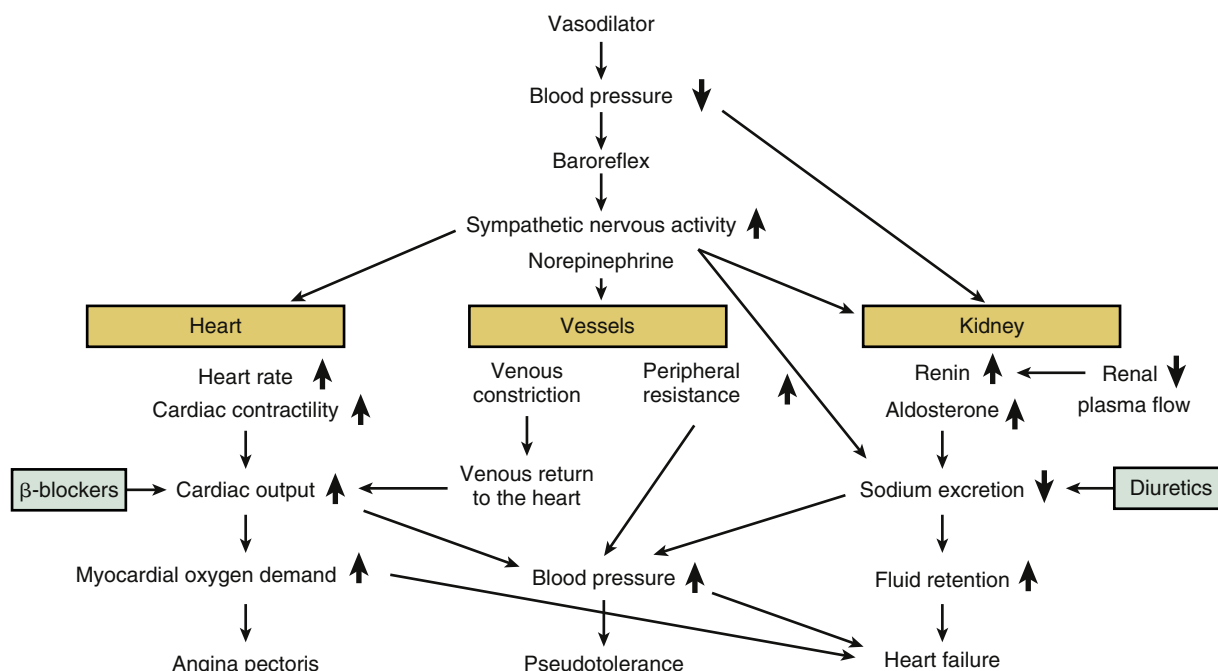 Vasodilator
Blood pressure
Baroreflex
Sympathetic nervous activity
Norepinephrine
Heart
Vessels
Kidney
Heart rate
Cardiac contractility
Venous
constriction
Peripheral
resistance
Renin
Renal
plasma flow
Aldosterone
β-blockers
Cardiac output
Venous return
to the heart
Sodium excretion
Diuretics
Myocardial oxygen demand
Blood pressure
Fluid retention
Angina pectoris
Pseudotolerance
Heart failure